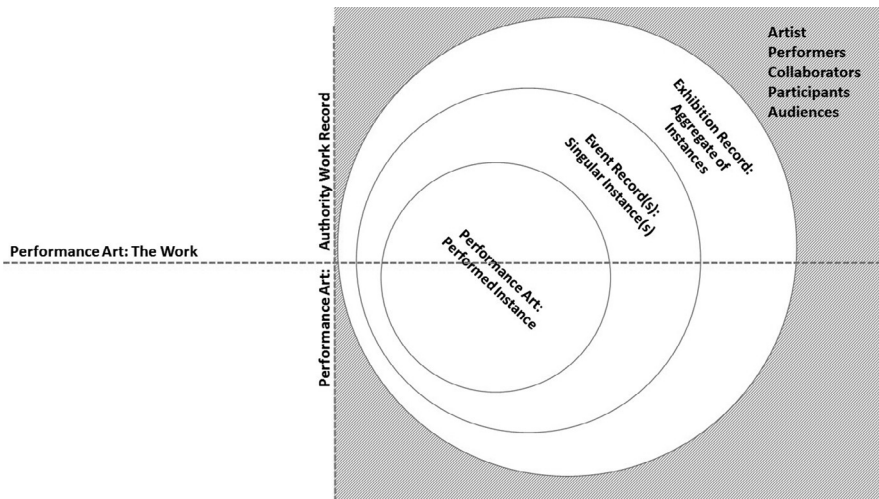 Performance Art: The Work
Performance Art: Authority Work Record
Performance Art:
Performed Instance
Event Record(s):
Singular Instance(s)
Exhibition Record:
Aggregate of
Instances
Artist
Performers
Collaborators
Participants
Audiences